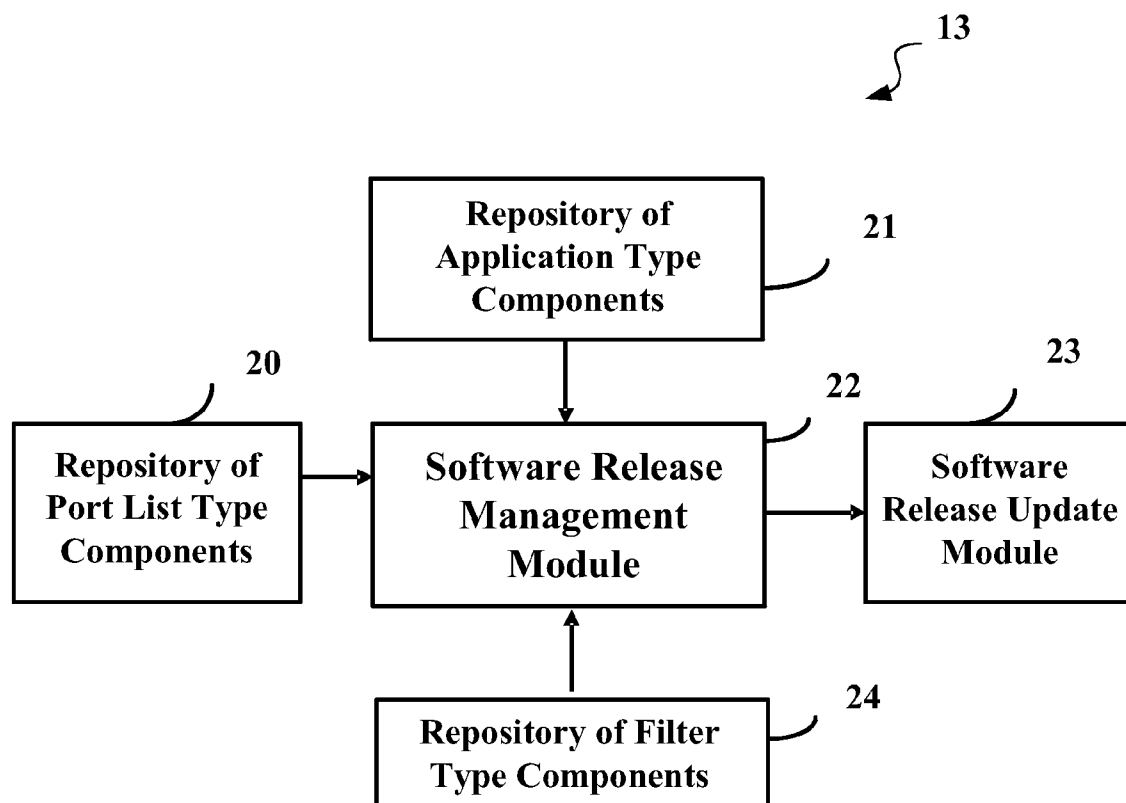 13
Repository of
Application Type
Components
21
20
Repository of
Port List Type
Components
22
Software Release
Management
Module
23
Software
Release Update
Module
24
Repository of Filter
Type Components